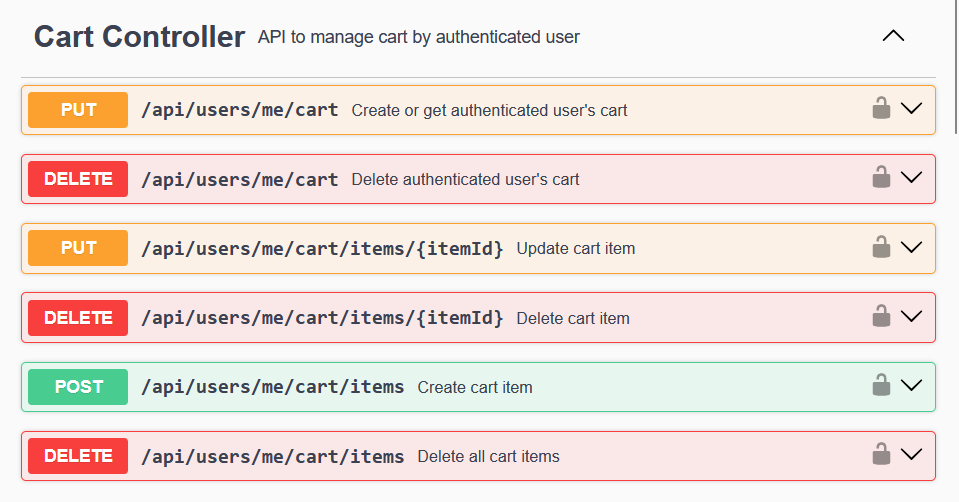 Cart Controller API to manage cart by authenticated user
PUT /api/users/me/cart Create or get authenticated user's cart
DELETE /api/users/me/cart Delete authenticated user's cart
PUT /api/users/me/cart/items/{itemId} Update cart item
DELETE /api/users/me/cart/items/{itemId} Delete cart item
POST /api/users/me/cart/items Create cart item
DELETE /api/users/me/cart/items Delete all cart items